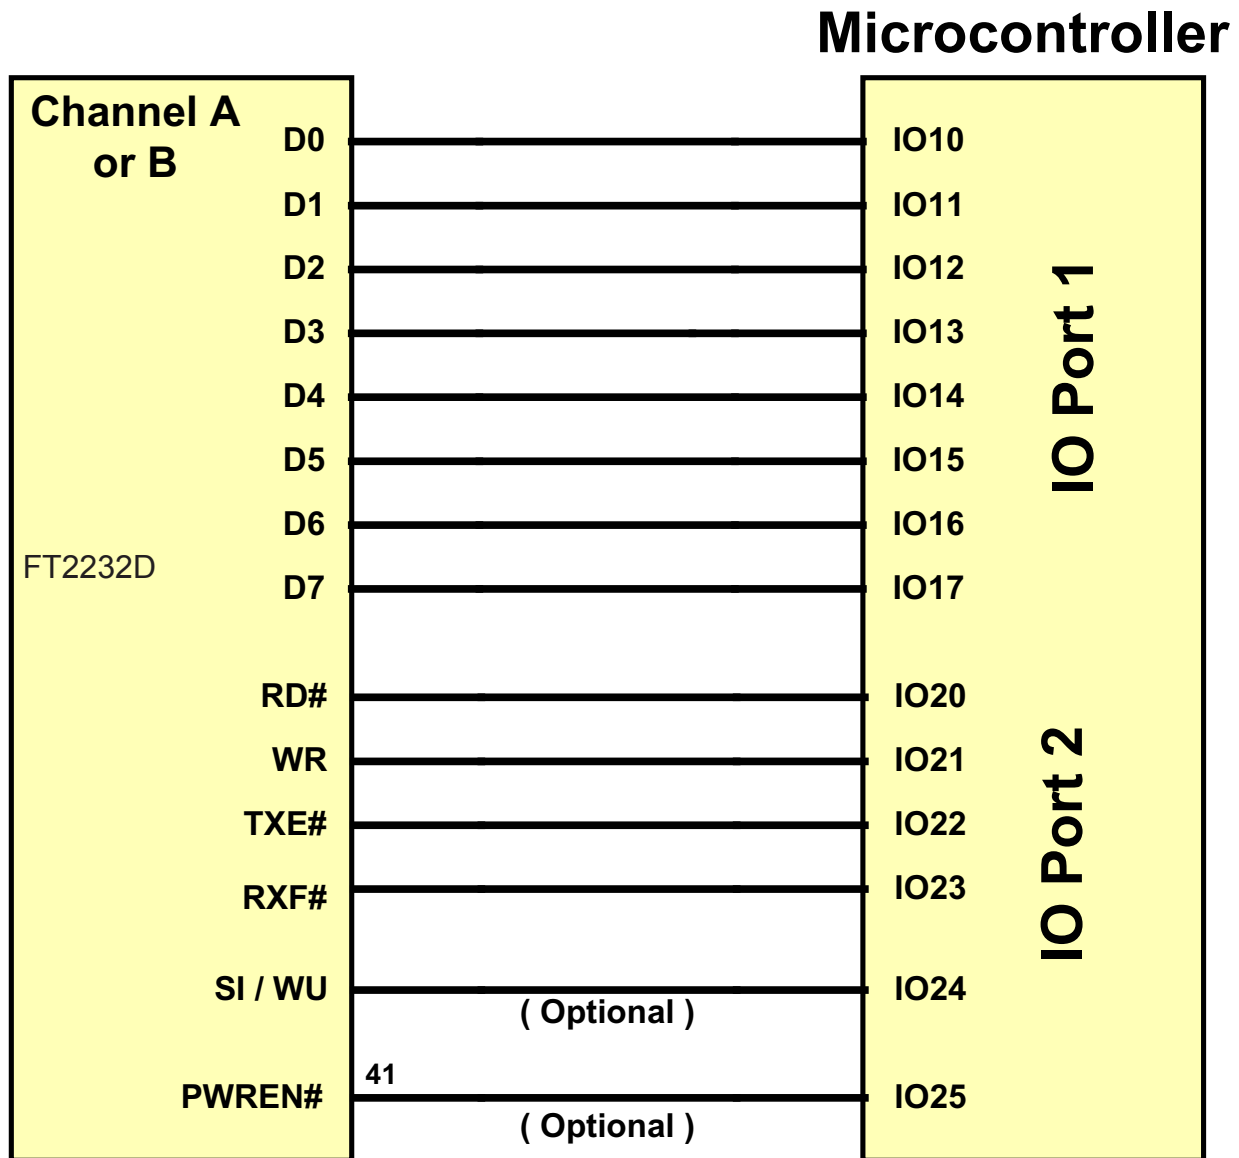 Microcontroller
Channel A
or B
D0 IO10
D1 IO11
D2 IO12
D3 IO13
D4 IO14
D5 IO15
D6 IO16
FT2232D
D7 IO17
IO Port 1
RD# IO20
WR IO21
TXE# IO22
RXF# IO23
IO Port 2
SI / WU IO24
( Optional )
41
PWREN# IO25
( Optional )